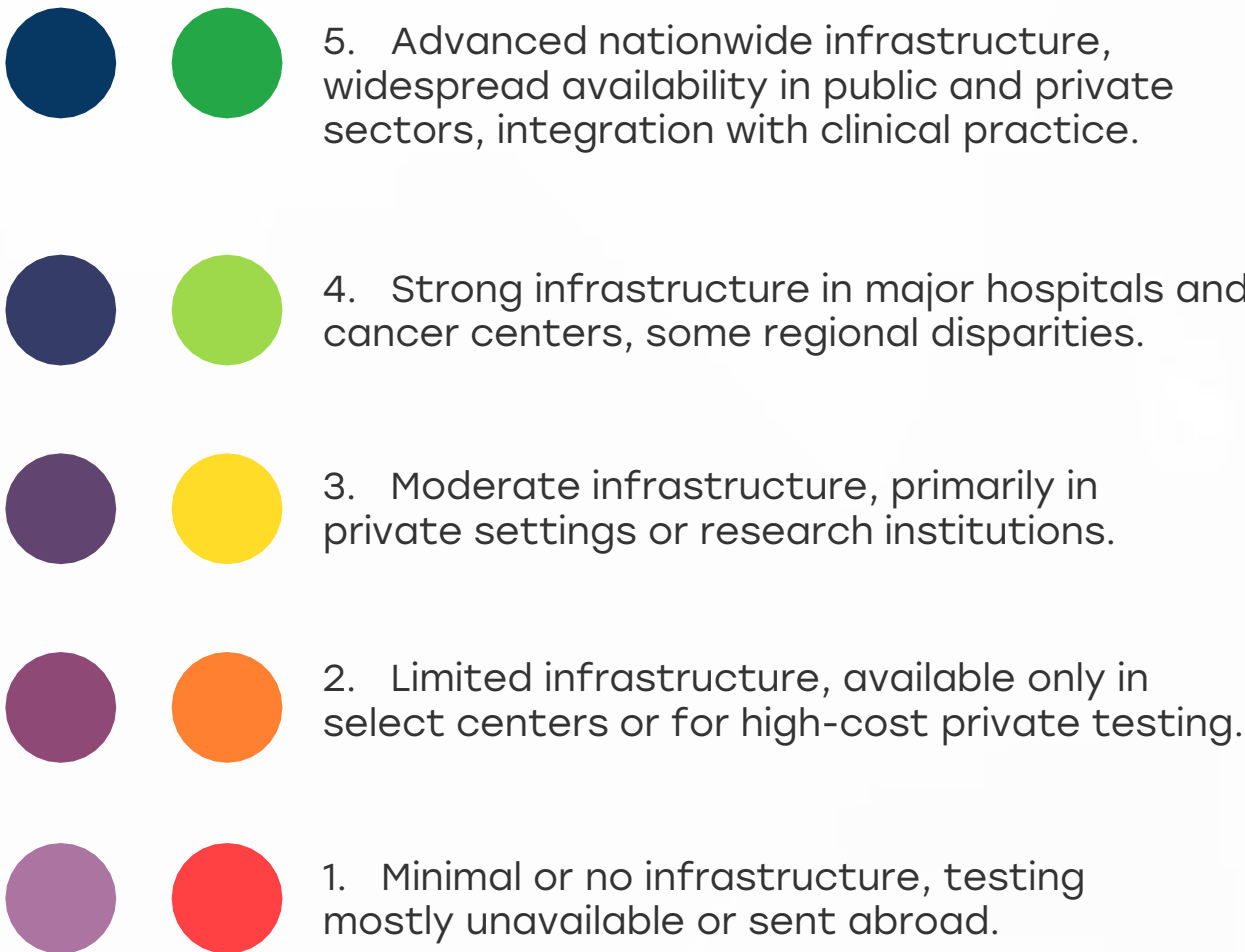 5. Advanced nationwide infrastructure,
widespread availability in public and private
sectors, integration with clinical practice.
4. Strong infrastructure in major hospitals and
cancer centers, some regional disparities.
3. Moderate infrastructure, primarily in
private settings or research institutions.
2. Limited infrastructure, available only in
select centers or for high-cost private testing.
1. Minimal or no infrastructure, testing
mostly unavailable or sent abroad.